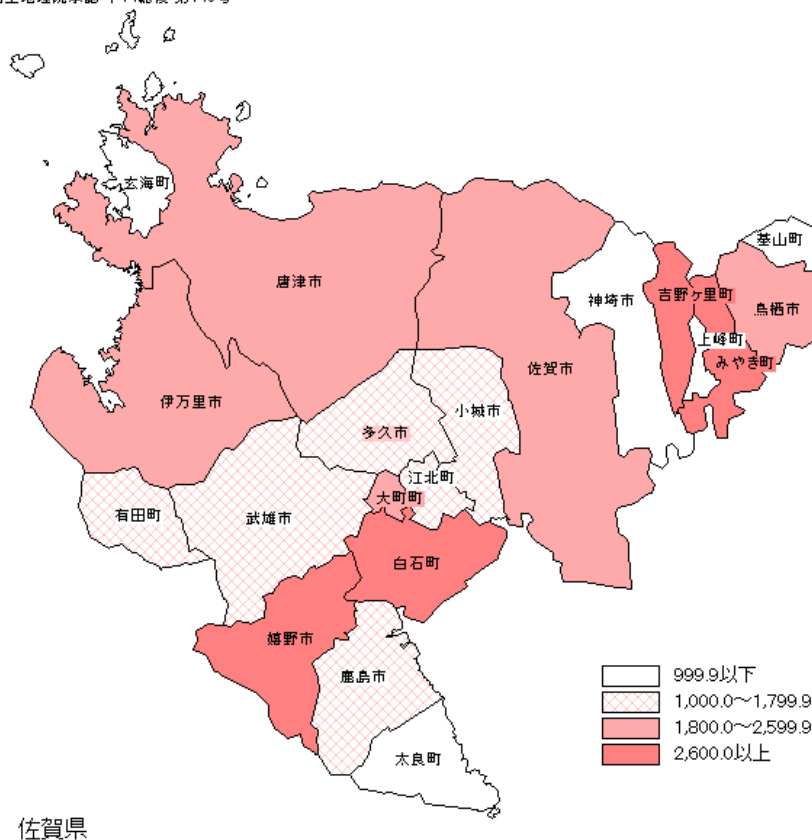 玄海町
基山町
唐津市
神埼市
吉野ヶ里町
鳥栖市
上峰町
佐賀市
みやき町
伊万里市
小城市
多久市
江北町
大町町
有田町
武雄市
白石町
嬉野市
鹿島市
太良町
999.9以下
1,000.0～1,799.9
1,800.0～2,599.9
2,600.0以上
佐賀県